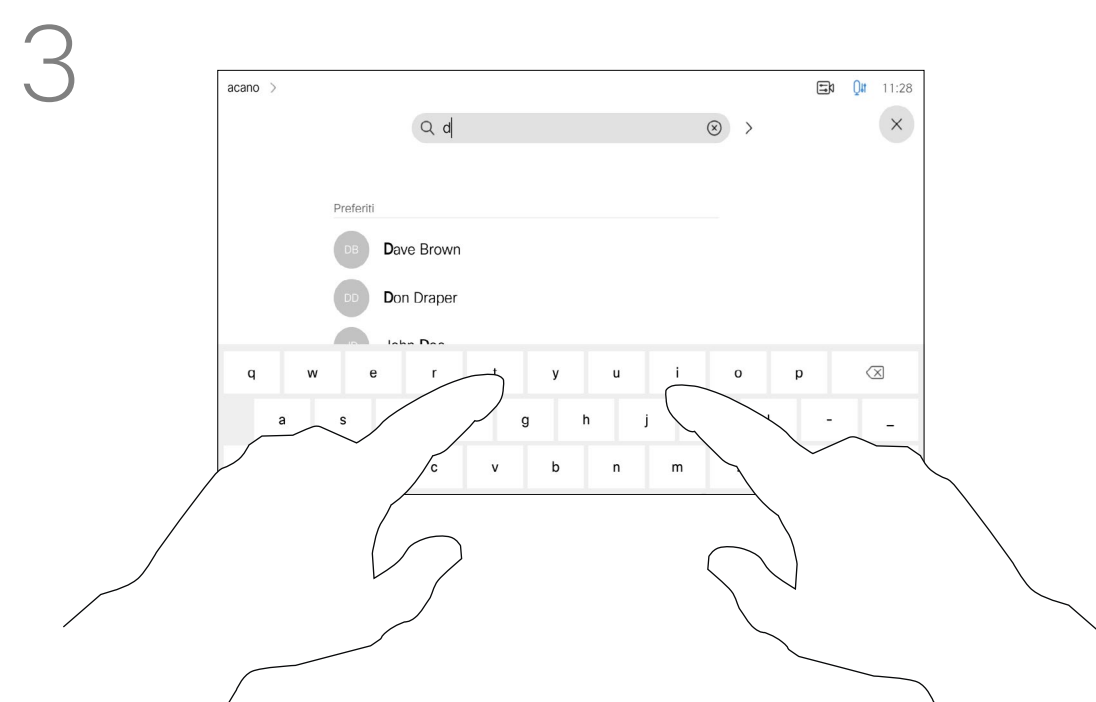 3
acano >
11:28
d
Preferiti
DB Dave Brown
DD Don Draper
q w e r t y u i o p
a s g h j - _
c v b n m